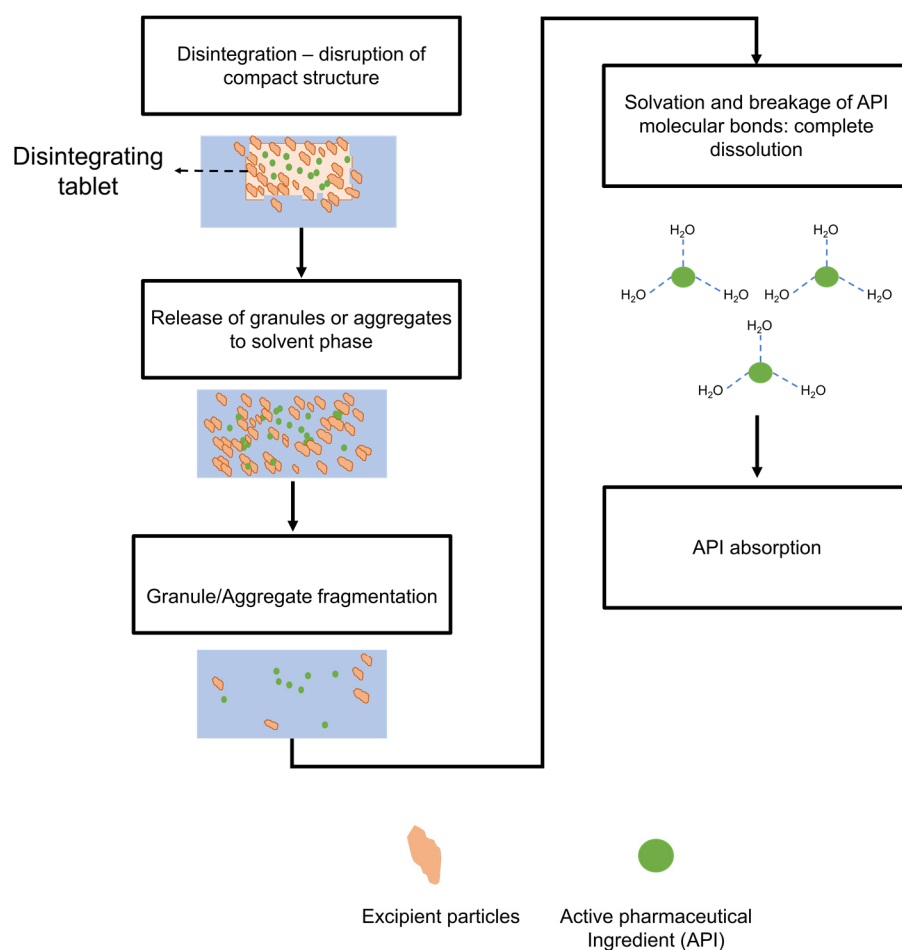 Disintegration – disruption of
compact structure
Disintegrating
tablet
Release of granules or aggregates
to solvent phase
Granule/Aggregate fragmentation
Solvation and breakage of API
molecular bonds: complete
dissolution
H₂O
H₂O
H₂O
H₂O
H₂O
H₂O
H₂O
H₂O
H₂O
API absorption
Excipient particles
Active pharmaceutical
Ingredient (API)